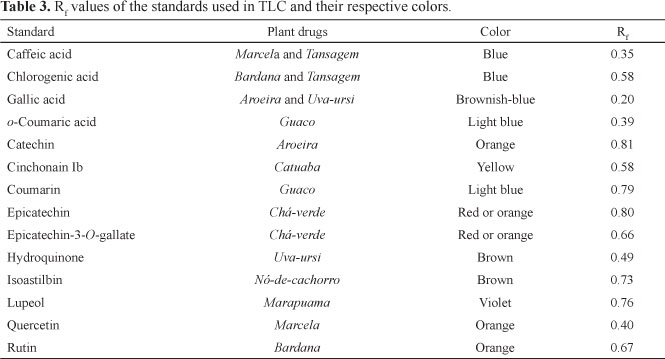 Table 3. Rf values of the standards used in TLC and their respective colors.
Standard Plant drugs Color Rf
Caffeic acid Marcela and Tansagem Blue 0.35
Chlorogenic acid Bardana and Tansagem Blue 0.58
Gallic acid Aroeira and Uva-ursi Brownish-blue 0.20
o-Coumaric acid Guaco Light blue 0.39
Catechin Aroeira Orange 0.81
Cinchonain Ib Catuaba Yellow 0.58
Coumarin Guaco Light blue 0.79
Epicatechin Chá-verde Red or orange 0.80
Epicatechin-3-O-gallate Chá-verde Red or orange 0.66
Hydroquinone Uva-ursi Brown 0.49
Isoastilbin Nó-de-cachorro Brown 0.73
Lupeol Marapuama Violet 0.76
Quercetin Marcela Orange 0.40
Rutin Bardana Orange 0.67